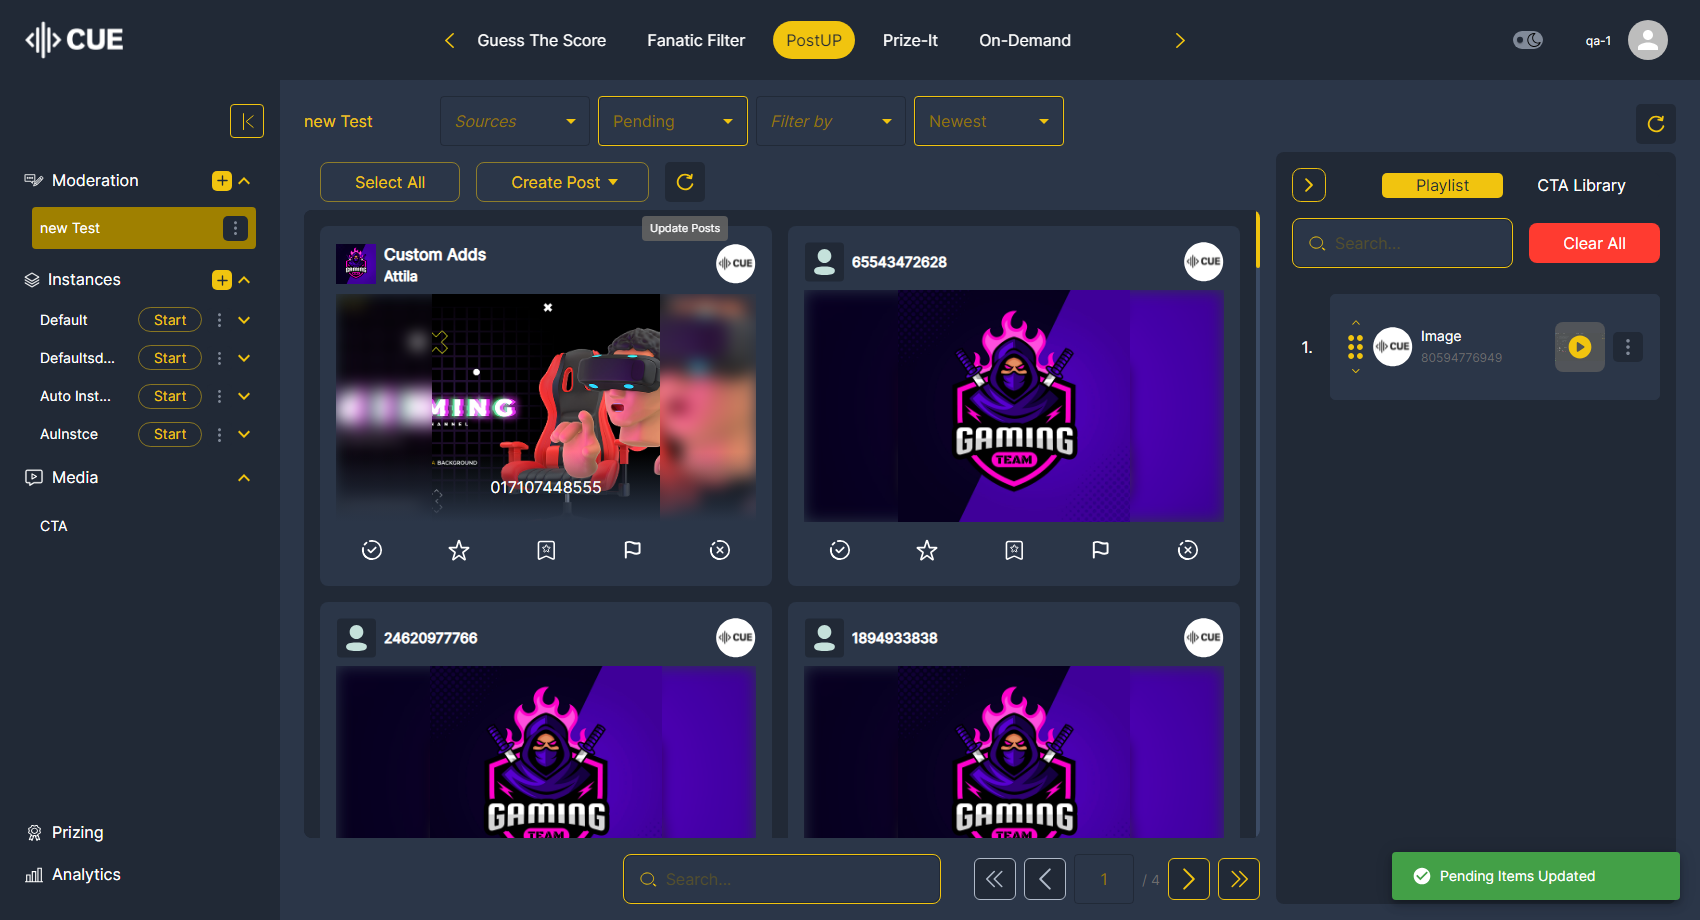 CUE
Guess The Score
Fanatic Filter
PostUP
Prize-It
On-Demand
qa-1
new Test
Sources
Pending
Filter by
Newest
Moderation
new Test
Instances
Default
Start
Defaultsd...
Start
Auto Inst...
Start
AuInstce
Start
Media
CTA
Prizing
Analytics
Select All
Create Post
Update Posts
Custom Adds
Attila
CUE
MING
BACKGROUND
017107448555
65543472628
CUE
GAMING
TEAM
24620977766
CUE
GAMING
TEAM
1894933838
CUE
GAMING
TEAM
Search...
1
/ 4
Playlist
CTA Library
Search...
Clear All
1.
CUE
Image
80594776949
Pending Items Updated